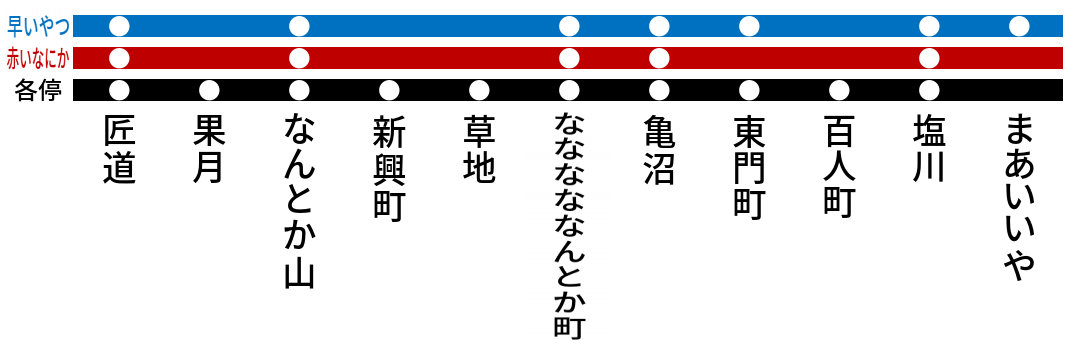 早いやつ
赤いなにか
各停
匠道
果月
なんとか山
新興町
草地
なななななんとか町
亀沼
東門町
百人町
塩川
まあいいや